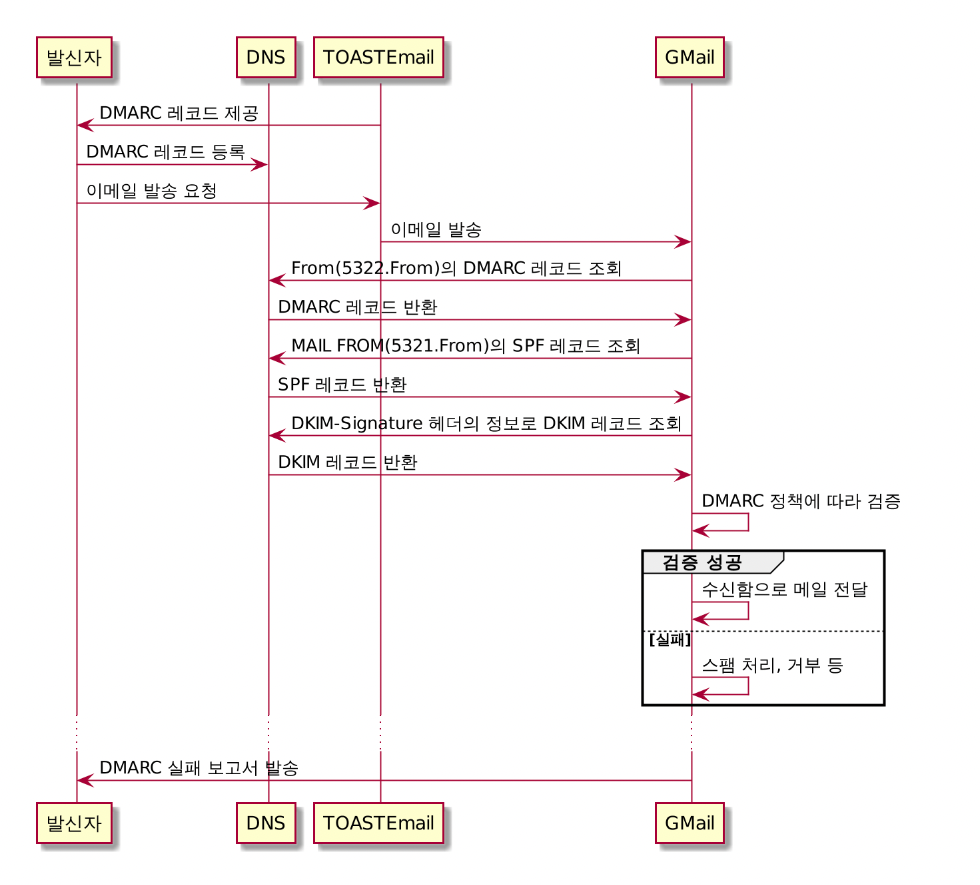 발신자 DNS TOASTEmail GMail
DMARC 레코드 제공
DMARC 레코드 등록
이메일 발송 요청
이메일 발송
From(5322.From)의 DMARC 레코드 조회
DMARC 레코드 반환
MAIL FROM(5321.From)의 SPF 레코드 조회
SPF 레코드 반환
DKIM-Signature 헤더의 정보로 DKIM 레코드 조회
DKIM 레코드 반환
DMARC 정책에 따라 검증
검증 성공
수신함으로 메일 전달
[실패]
스팸 처리, 거부 등
DMARC 실패 보고서 발송
발신자 DNS TOASTEmail GMail